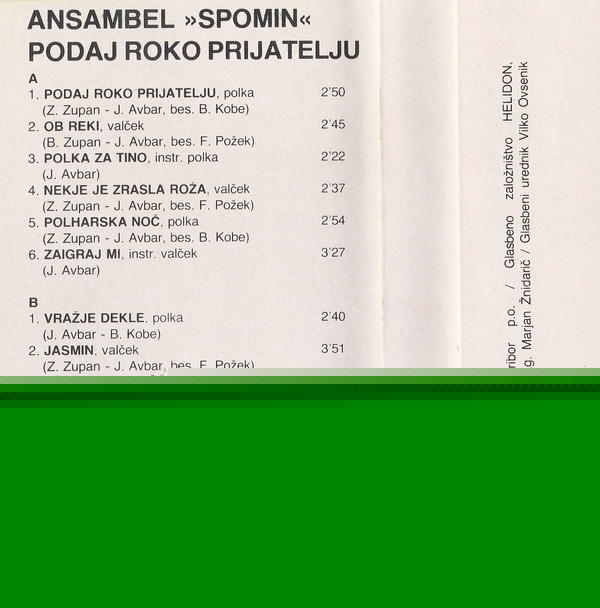 ANSAMBEL »SPOMIN«
PODAJ ROKO PRIJATELJU
A
1. PODAJ ROKO PRIJATELJU, polka 2'50
(Z. Zupan - J. Avbar, bes. B. Kobe)
2. OB REKI, valček 2'45
(B. Zupan - J. Avbar, bes. F. Požek)
3. POLKA ZA TINO, instr. polka 2'22
(J. Avbar)
4. NEKJE JE ZRASLA ROŽA, valček 2'37
(Z. Zupan - J. Avbar, bes. F. Požek)
5. POLHARSKA NOČ, polka 2'54
(Z. Zupan - J. Avbar, bes. B. Kobe)
6. ZAIGRAJ MI, instr. valček 3'27
(J. Avbar)
B
1. VRAŽJE DEKLE, polka 2'40
(J. Avbar - B. Kobe)
2. JASMIN, valček 3'51
(Z. Zupan - J. Avbar, bes. F. Požek)
ribor p.o. / Glasbeno založništvo HELIDON,
g. Marjan Žnidarič / Glasbeni urednik Vilko Ovsenik